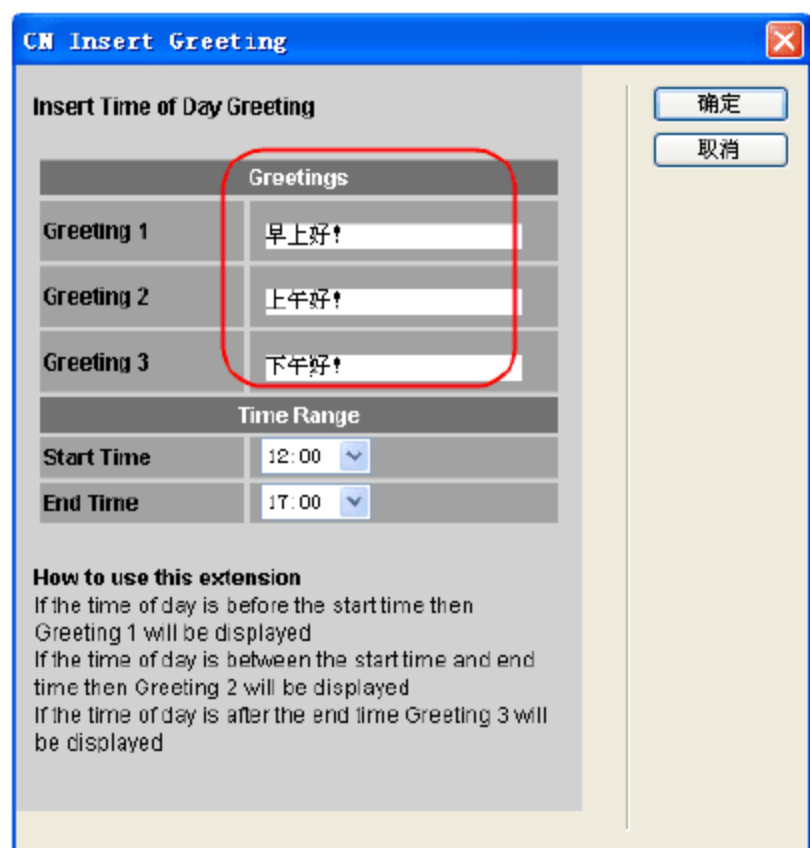 CN Insert Greeting
Insert Time of Day Greeting
Greetings
Greeting 1 早上好！
Greeting 2 上午好！
Greeting 3 下午好！
Time Range
Start Time 12:00
End Time 17:00
How to use this extension
If the time of day is before the start time then
Greeting 1 will be displayed
If the time of day is between the start time and end
time then Greeting 2 will be displayed
If the time of day is after the end time Greeting 3 will
be displayed
确定
取消